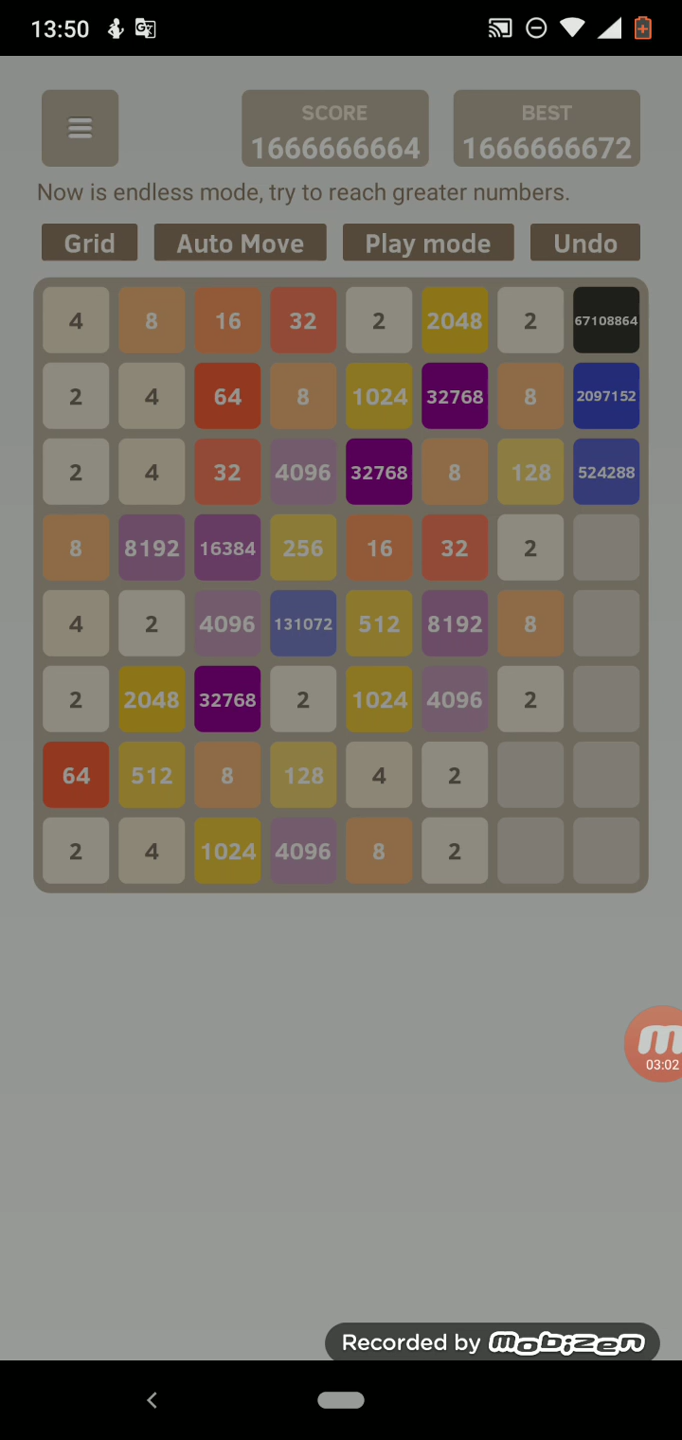 13:50
SCORE
1666666664
BEST
1666666672
Now is endless mode, try to reach greater numbers.
Grid Auto Move Play mode Undo
4 8 16 32 2 2048 2 67108864
2 4 64 8 1024 32768 8 2097152
2 4 32 4096 32768 8 128 524288
8 8192 16384 256 16 32 2
4 2 4096 131072 512 8192 8
2 2048 32768 2 1024 4096 2
64 512 8 128 4 2
2 4 1024 4096 8 2
m
03:02
Recorded by mobizen